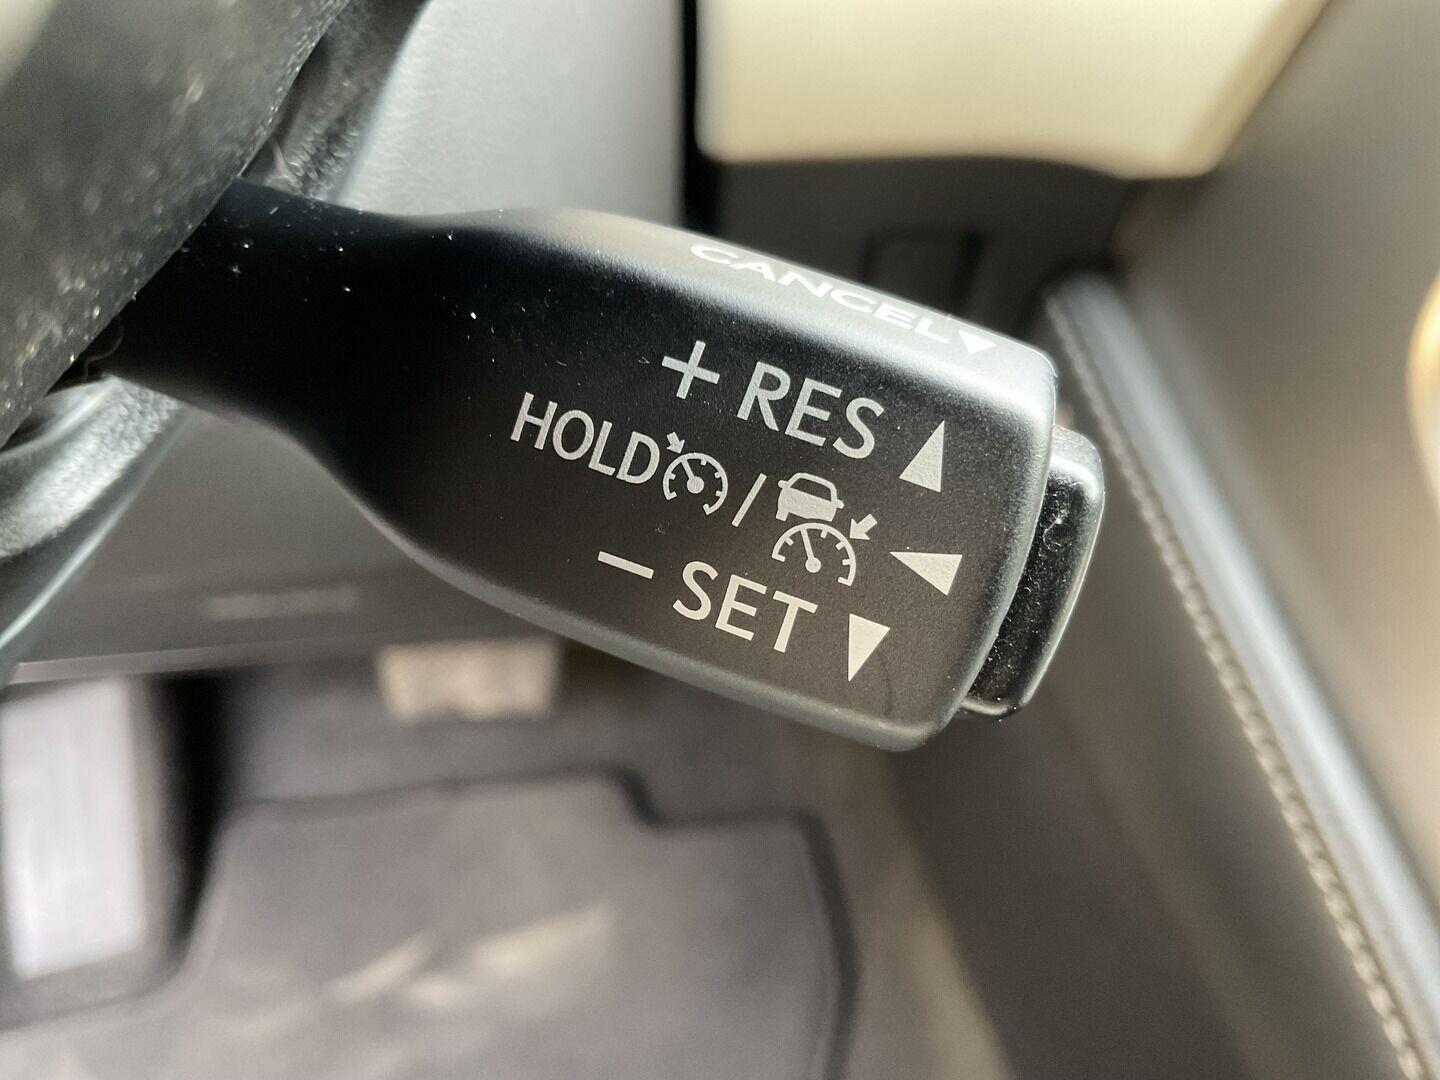 CANCEL
+ RES
HOLD /
− SET